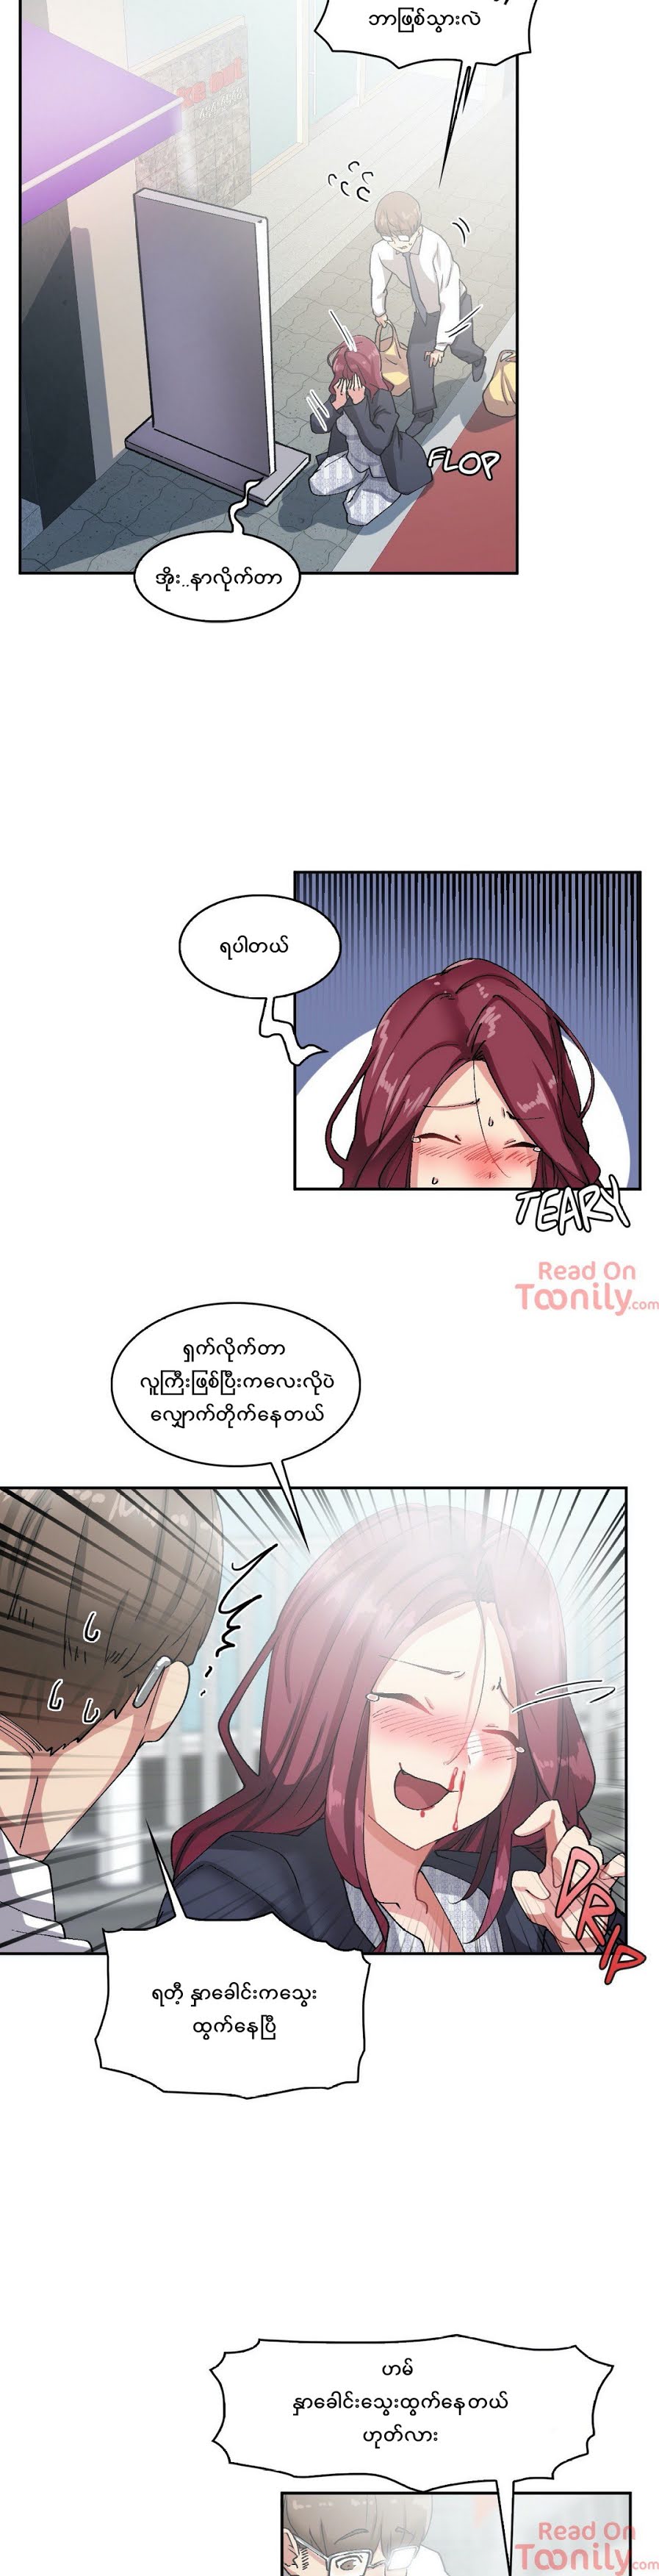 ဘာဖြစ်သွားလဲ
FLOP
အိုး..နာလိုက်တာ
ရပါတယ်
TEARY
Read On
Toonily.com
ရှက်လိုက်တာ
လူကြီးဖြစ်ပြီးကလေးလိုပဲ
လျှောက်တိုက်နေတယ်
DRIP
ရတီ့ နှာခေါင်းကသွေး
ထွက်နေပြီ
ဟမ်
နှာခေါင်းသွေးထွက်နေတယ်
ဟုတ်လား
Read On
Toonily.com